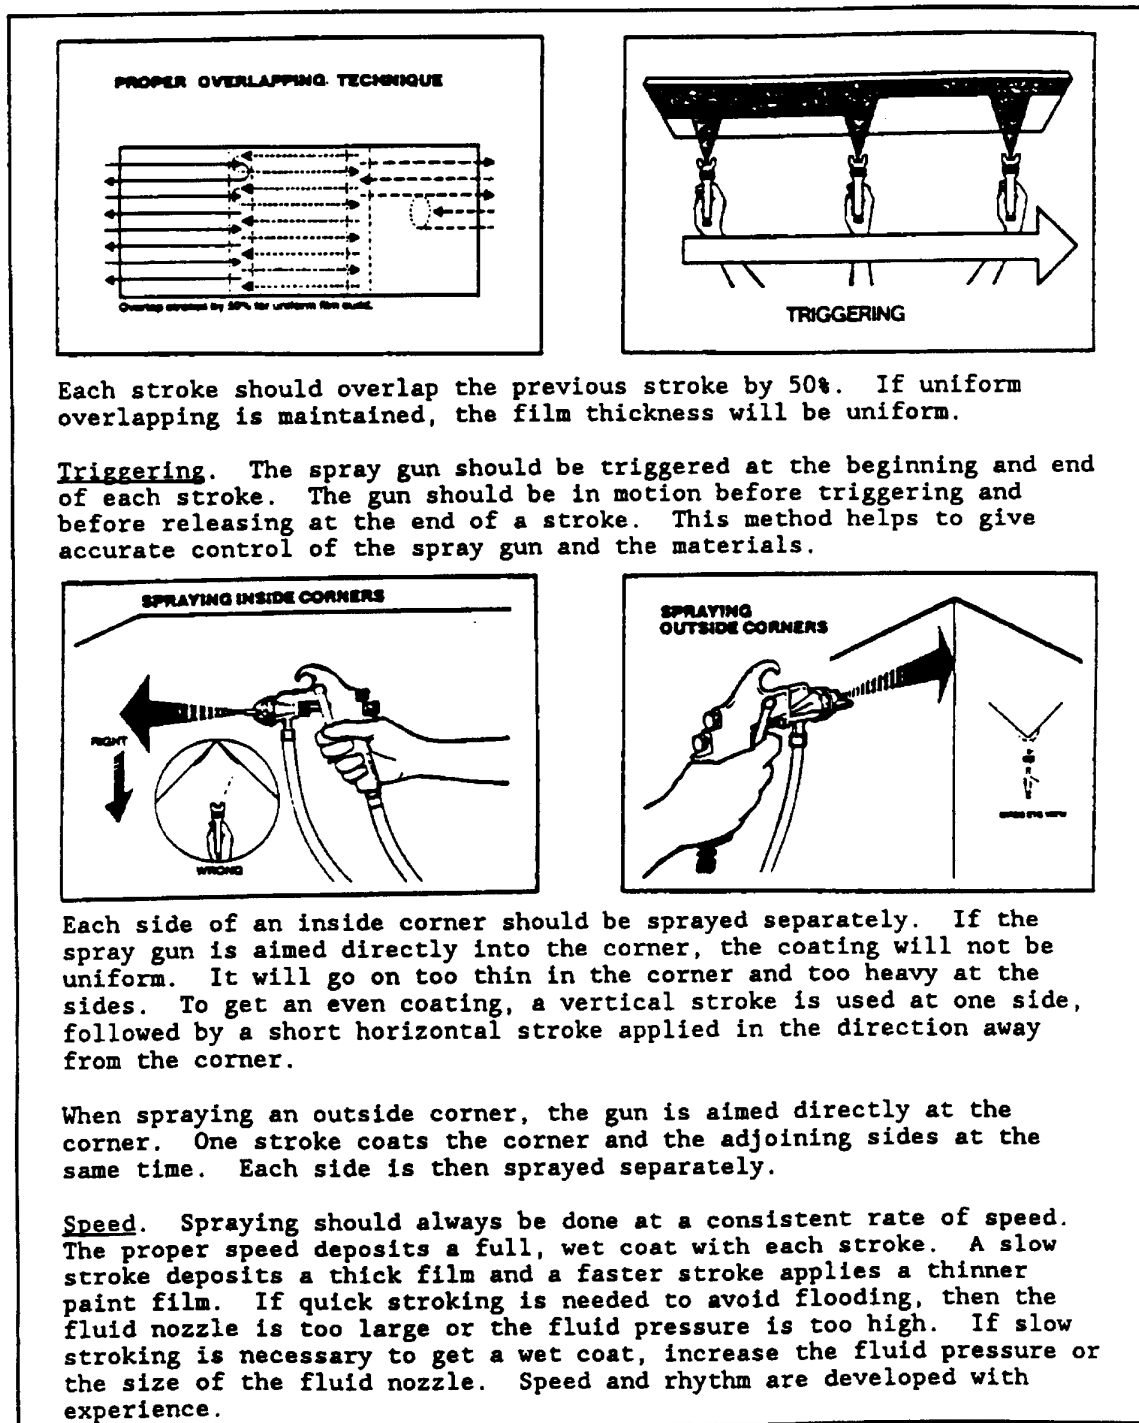 PROPER OVERLAPPING TECHNIQUE
Overlap strokes by 50% for uniform film build.
TRIGGERING
Each stroke should overlap the previous stroke by 50%. If uniform
overlapping is maintained, the film thickness will be uniform.
Triggering. The spray gun should be triggered at the beginning and end
of each stroke. The gun should be in motion before triggering and
before releasing at the end of a stroke. This method helps to give
accurate control of the spray gun and the materials.
SPRAYING INSIDE CORNERS
RIGHT
WRONG
SPRAYING
OUTSIDE CORNERS
BIRDS EYE VIEW
Each side of an inside corner should be sprayed separately. If the
spray gun is aimed directly into the corner, the coating will not be
uniform. It will go on too thin in the corner and too heavy at the
sides. To get an even coating, a vertical stroke is used at one side,
followed by a short horizontal stroke applied in the direction away
from the corner.
When spraying an outside corner, the gun is aimed directly at the
corner. One stroke coats the corner and the adjoining sides at the
same time. Each side is then sprayed separately.
Speed. Spraying should always be done at a consistent rate of speed.
The proper speed deposits a full, wet coat with each stroke. A slow
stroke deposits a thick film and a faster stroke applies a thinner
paint film. If quick stroking is needed to avoid flooding, then the
fluid nozzle is too large or the fluid pressure is too high. If slow
stroking is necessary to get a wet coat, increase the fluid pressure or
the size of the fluid nozzle. Speed and rhythm are developed with
experience.